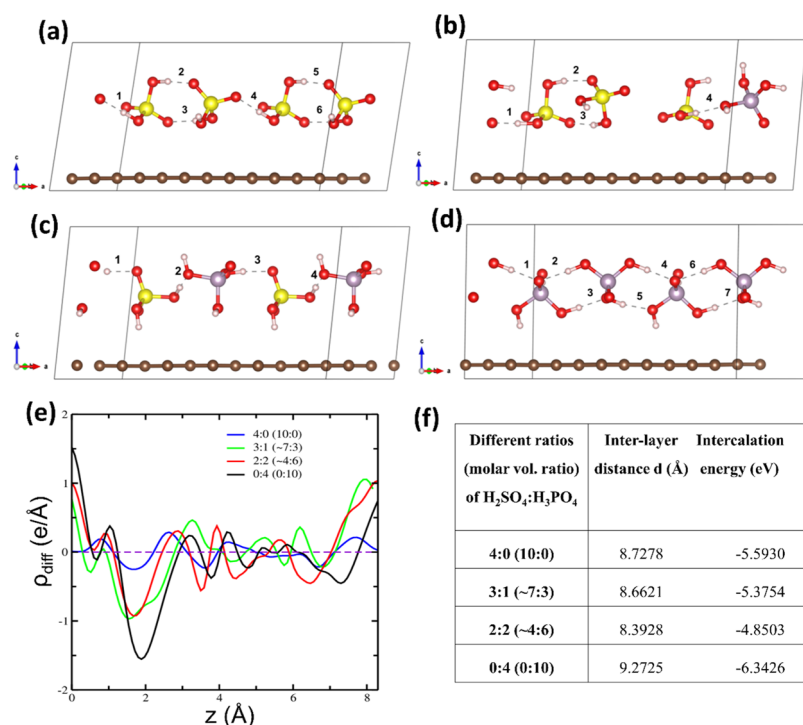 (a)
1
2
3
4
5
6
c
a
(b)
1
2
3
4
c
a
(c)
1
2
3
4
c
a
(d)
1
2
3
4
5
6
7
c
a
(e)
2
1
0
-1
-2
ρdiff (e/Å)
4:0 (10:0)
3:1 (~7:3)
2:2 (~4:6)
0:4 (0:10)
0 2 4 6 8
z (Å)
(f)
Different ratios Inter-layer Intercalation
(molar vol. ratio) distance d (Å) energy (eV)
of H₂SO₄:H₃PO₄
4:0 (10:0) 8.7278 -5.5930
3:1 (~7:3) 8.6621 -5.3754
2:2 (~4:6) 8.3928 -4.8503
0:4 (0:10) 9.2725 -6.3426